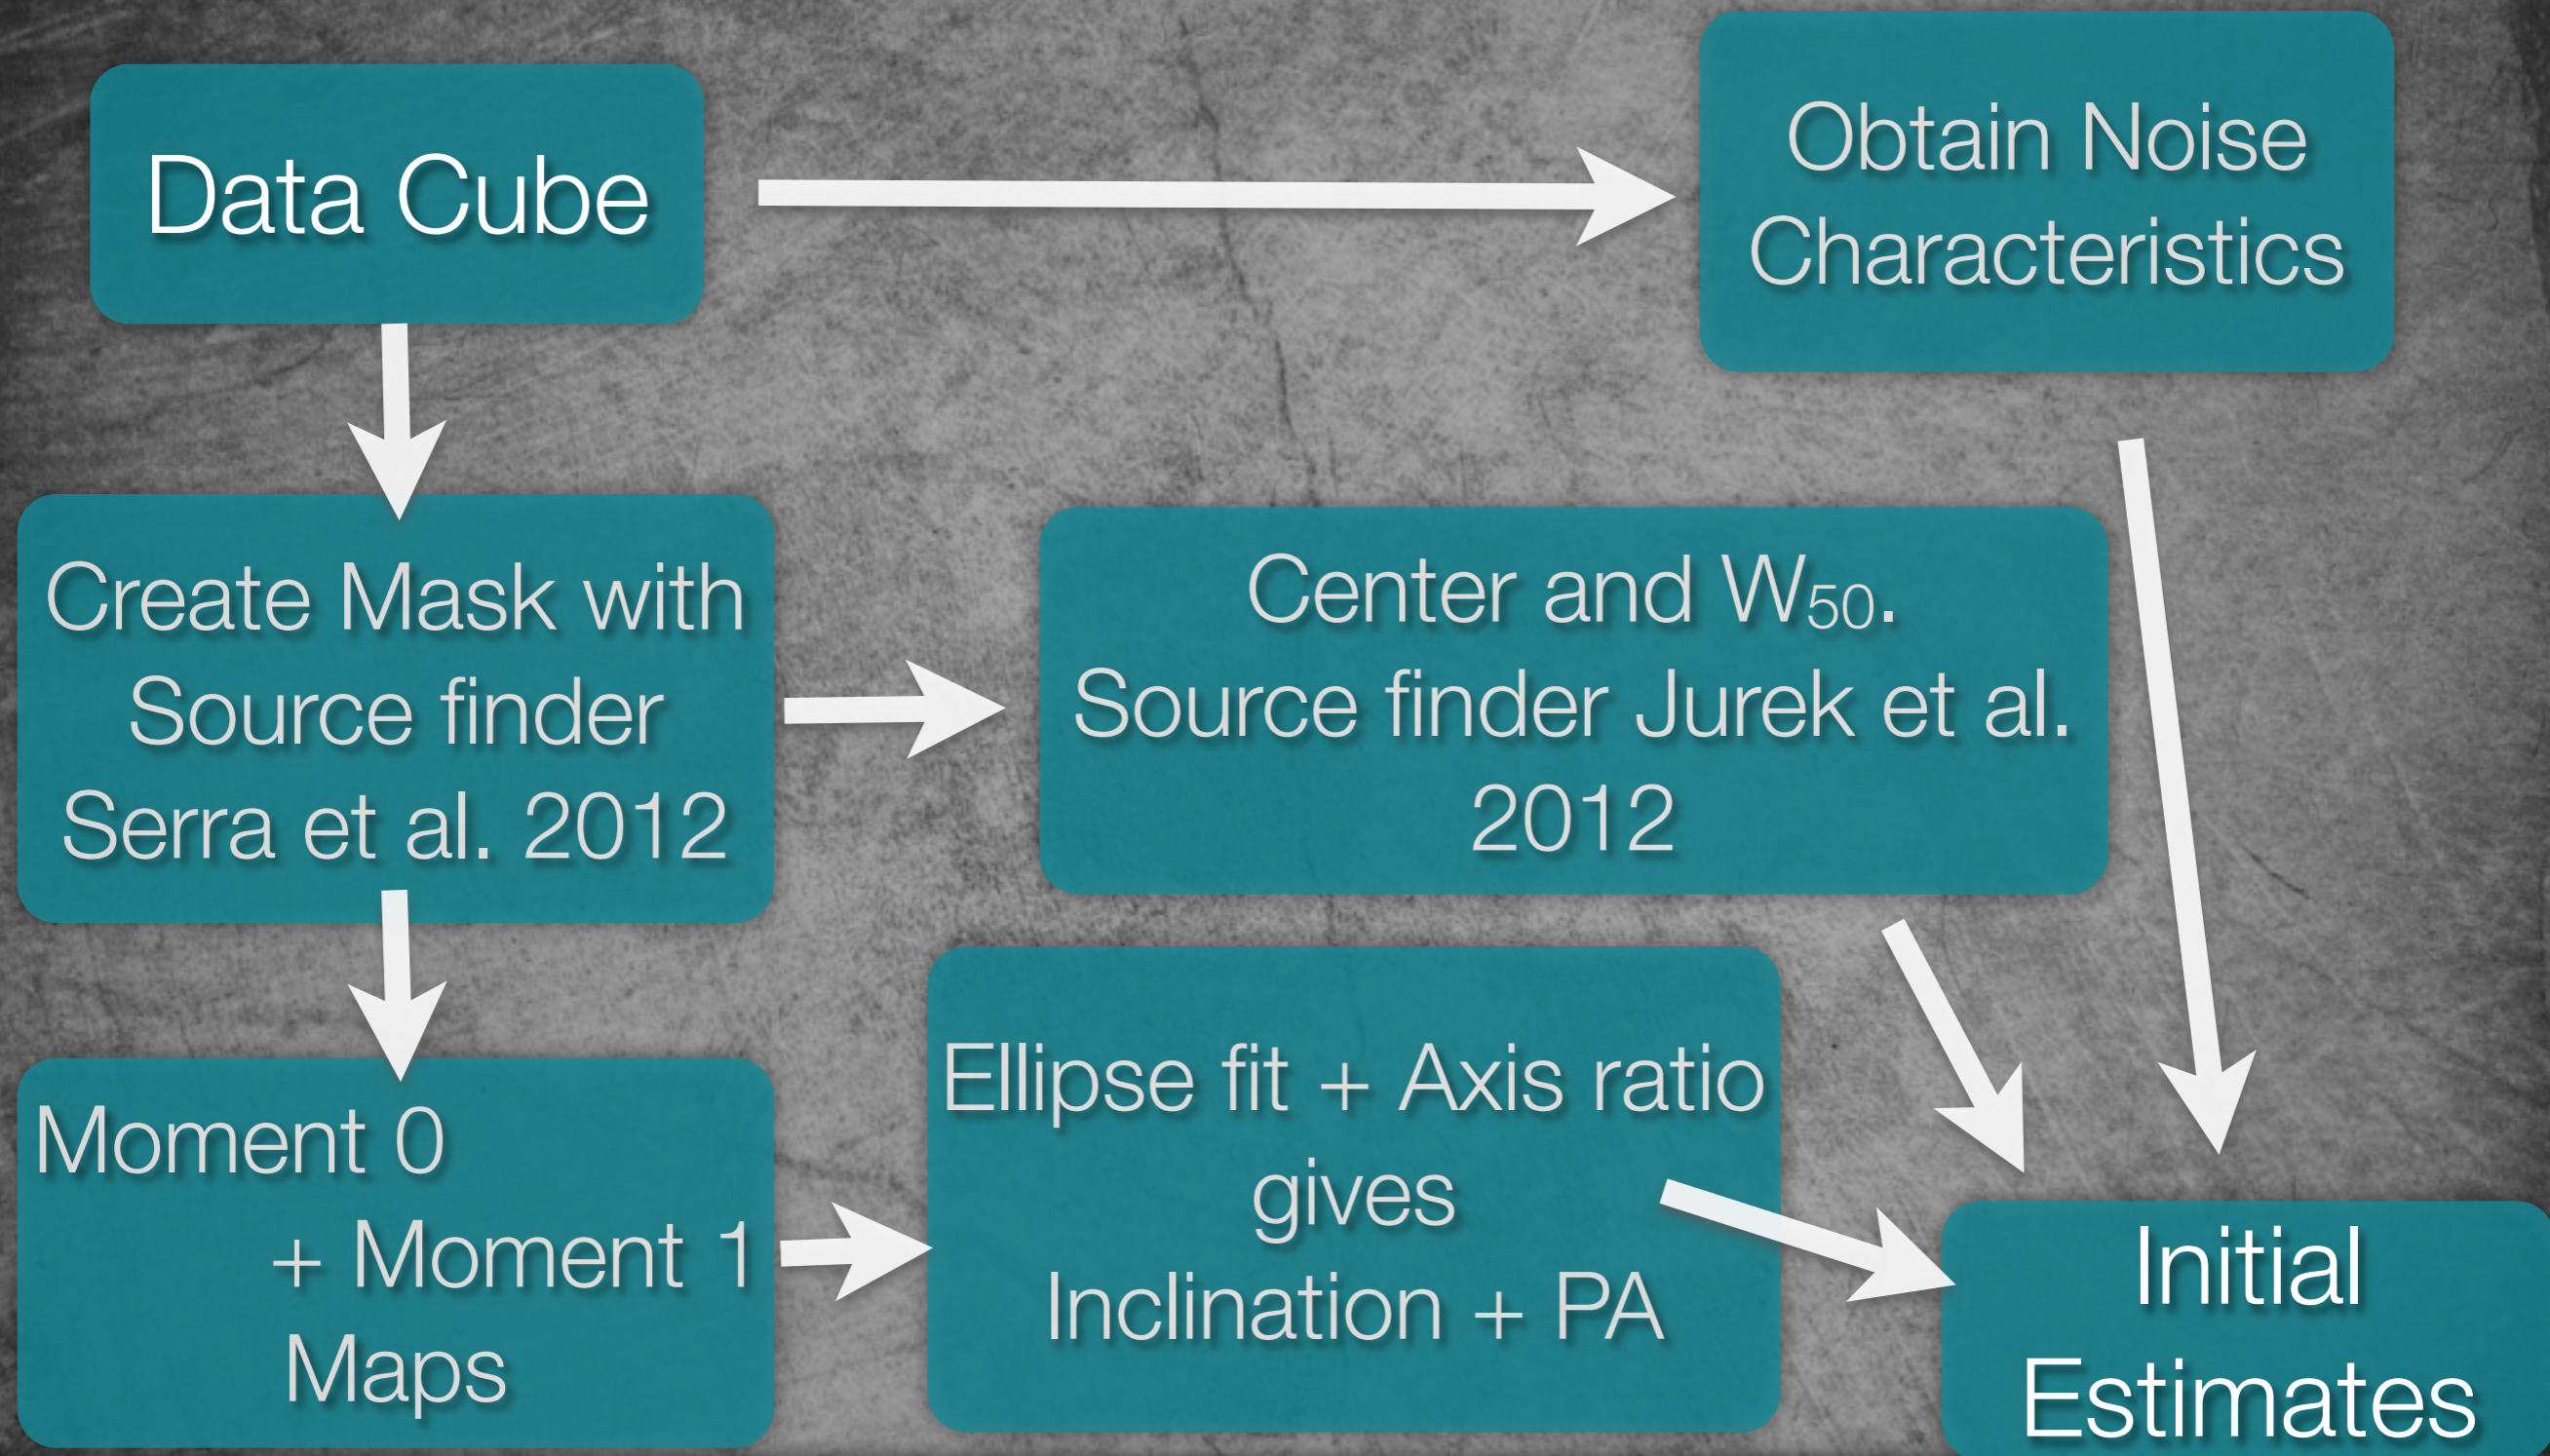 Data Cube
Obtain Noise
Characteristics
Create Mask with
Source finder
Serra et al. 2012
Center and W₅₀.
Source finder Jurek et al.
2012
Moment 0
+ Moment 1
Maps
Ellipse fit + Axis ratio
gives
Inclination + PA
Initial
Estimates